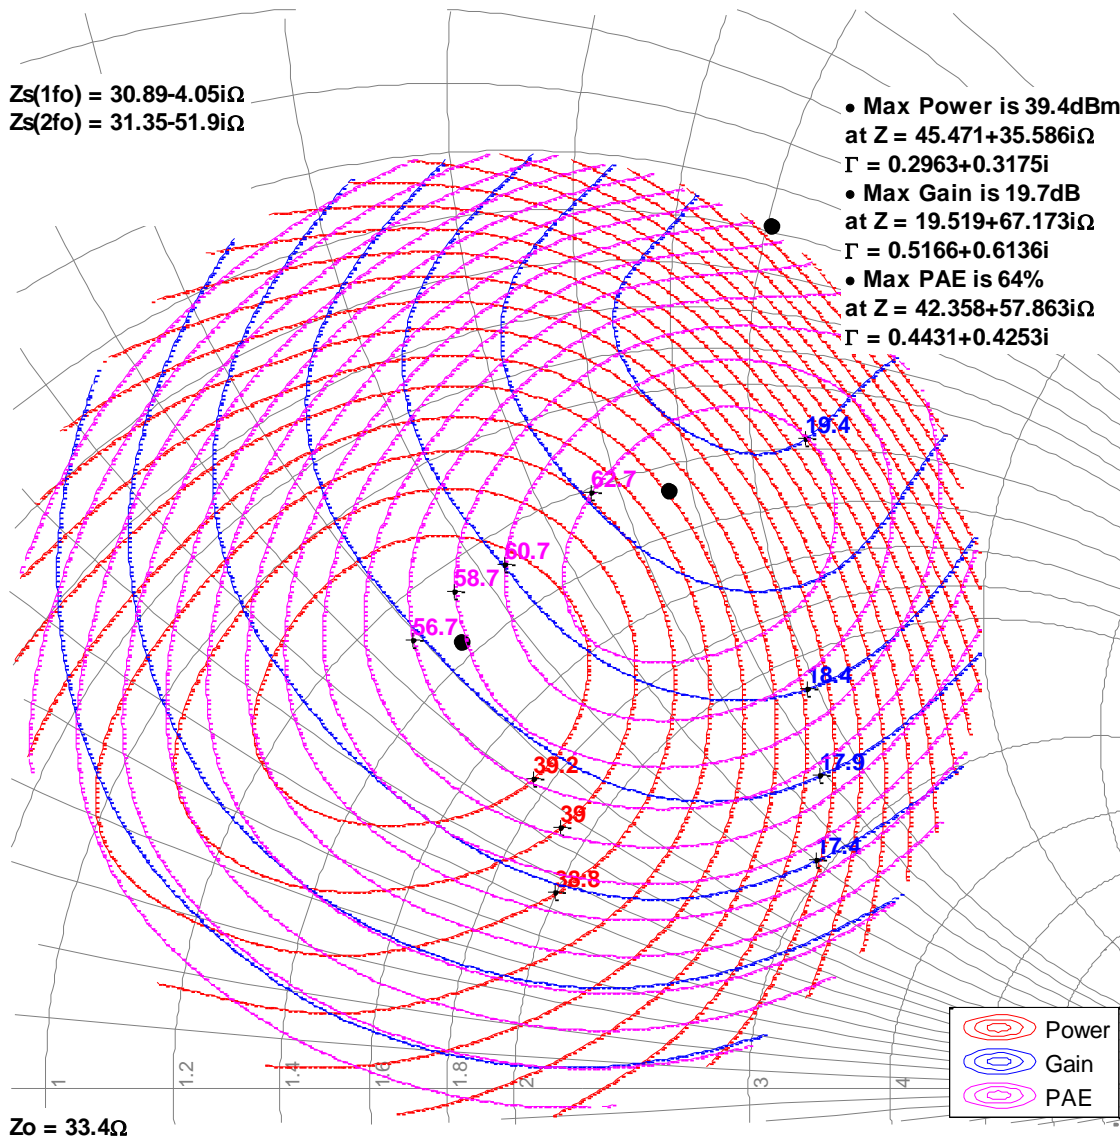 Zs(1fo) = 30.89-4.05iΩ
Zs(2fo) = 31.35-51.9iΩ
• Max Power is 39.4dBm
at Z = 45.471+35.586iΩ
Γ = 0.2963+0.3175i
• Max Gain is 19.7dB
at Z = 19.519+67.173iΩ
Γ = 0.5166+0.6136i
• Max PAE is 64%
at Z = 42.358+57.863iΩ
Γ = 0.4431+0.4253i
19.4
62.7
60.7
58.7
56.7
18.4
39.2
17.9
39
17.4
38.8
1
1.2
1.4
1.8
2
3
4
Power
Gain
PAE
Zo = 33.4Ω